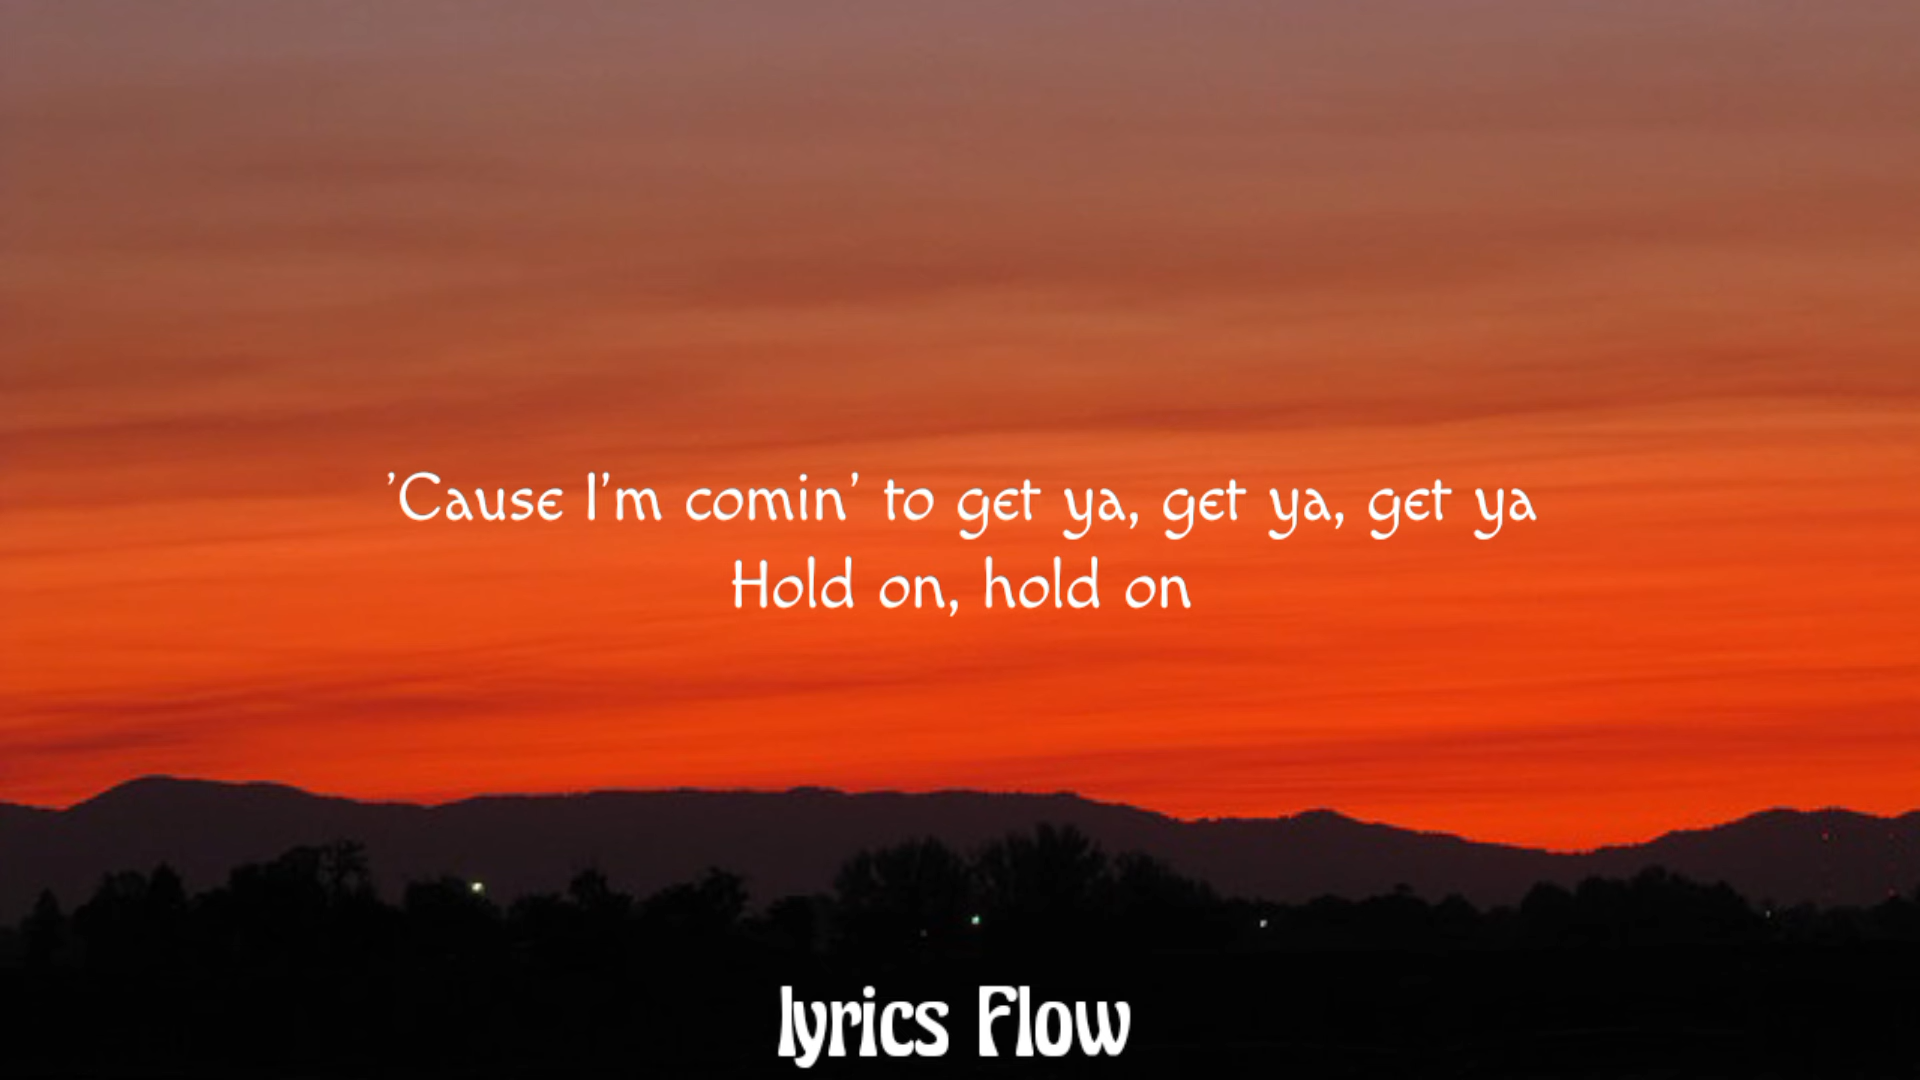 ’Cause I’m comin’ to get ya, get ya, get ya
Hold on, hold on
lyrics Flow